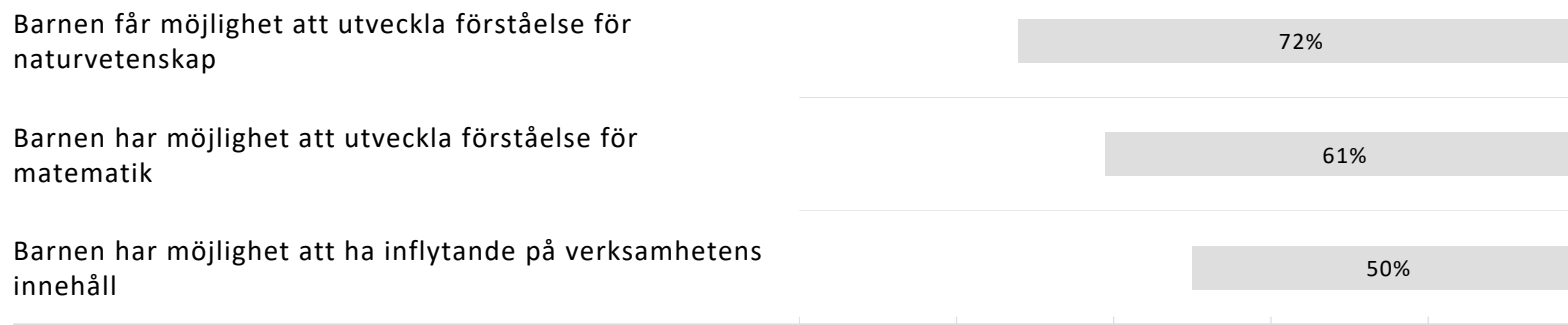 Barnen får möjlighet att utveckla förståelse för
naturvetenskap
72%
Barnen har möjlighet att utveckla förståelse för
matematik
61%
Barnen har möjlighet att ha inflytande på verksamhetens
innehåll
50%